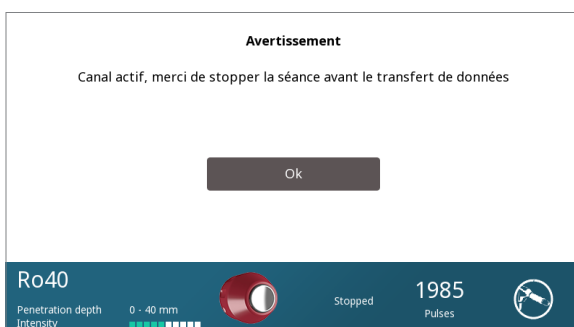 Avertissement
Canal actif, merci de stopper la séance avant le transfert de données
Ok
Ro40
Penetration depth 0 - 40 mm
Intensity
Stopped
1985
Pulses